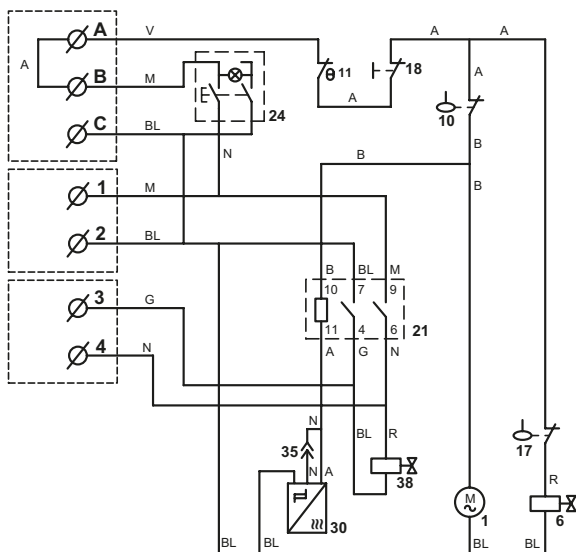 A V A A
A 11 18 A
B M 10
C BL 24 A
N B B
1 M B
2 BL
B BL M
10 7 9
3 G
11 4 6 21
4 N
A G N
N BL R 17
35
N A 38 R
M
30 1 6
BL BL BL BL